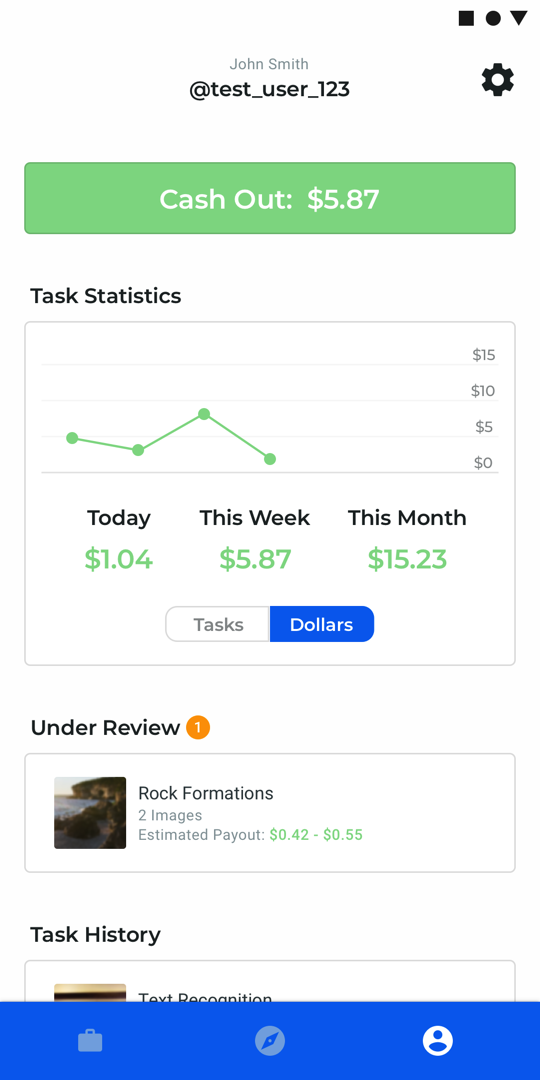 John Smith
@test_user_123
Cash Out: $5.87
Task Statistics
$15
$10
$5
$0
Today This Week This Month
$1.04 $5.87 $15.23
Tasks Dollars
Under Review 1
Rock Formations
2 Images
Estimated Payout: $0.42 - $0.55
Task History
Text Recognition